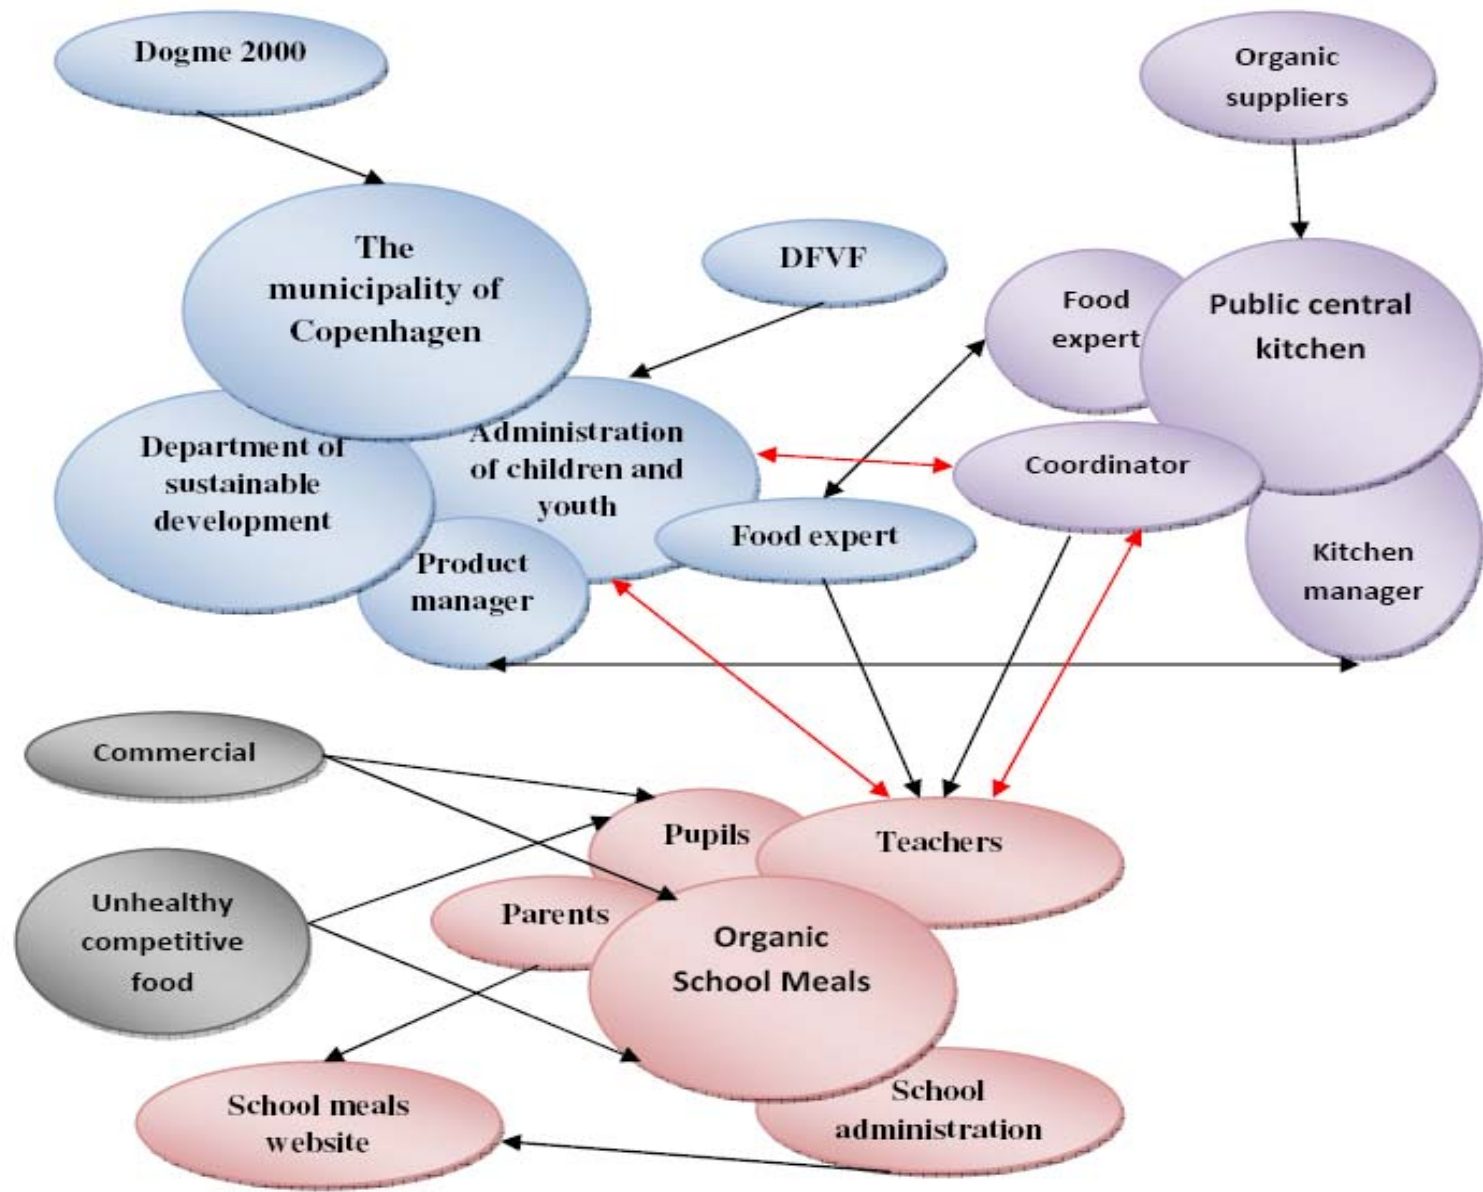 Dogme 2000
Organic
suppliers
The
municipality of
Copenhagen
DFVF
Food
expert
Public central
kitchen
Department of
sustainable
development
Administration
of children and
youth
Coordinator
Food expert
Product
manager
Kitchen
manager
Commercial
Pupils
Teachers
Unhealthy
competitive
food
Parents
Organic
School Meals
School meals
website
School
administration